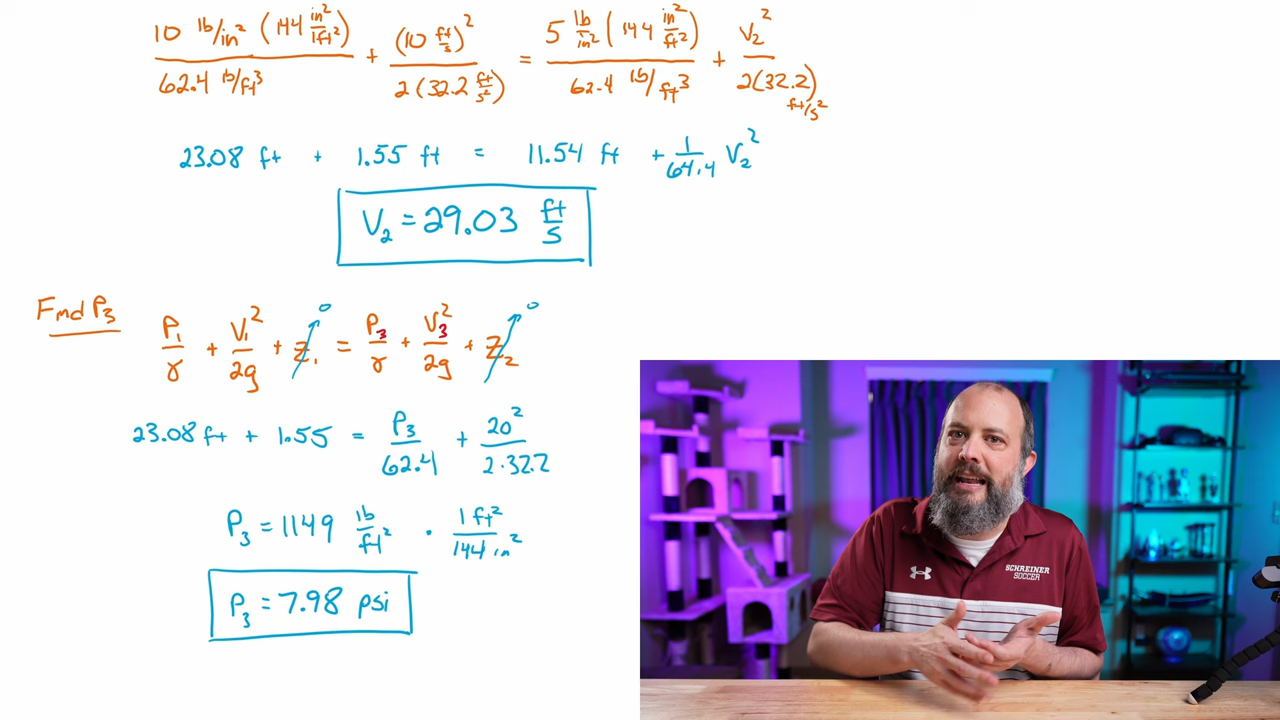 10 lb/in² (144 in²/1ft²) / 62.4 lb/ft³ + (10 ft/s)² / 2(32.2 ft/s²) = 5 lb/in² (144 in²/ft²) / 62.4 lb/ft³ + V₂² / 2(32.2) ft/s²
23.08 ft + 1.55 ft = 11.54 ft + 1/64.4 V₂²
V₂ = 29.03 ft/s
Find P₃
P₁/γ + V₁²/2g + Z₁ → 0 = P₃/γ + V₃²/2g + Z₂ → 0
23.08 ft + 1.55 = P₃/62.4 + 20²/2·32.2
P₃ = 1149 lb/ft² · 1 ft²/144 in²
P₃ = 7.98 psi
SCHREINER
SOCCER